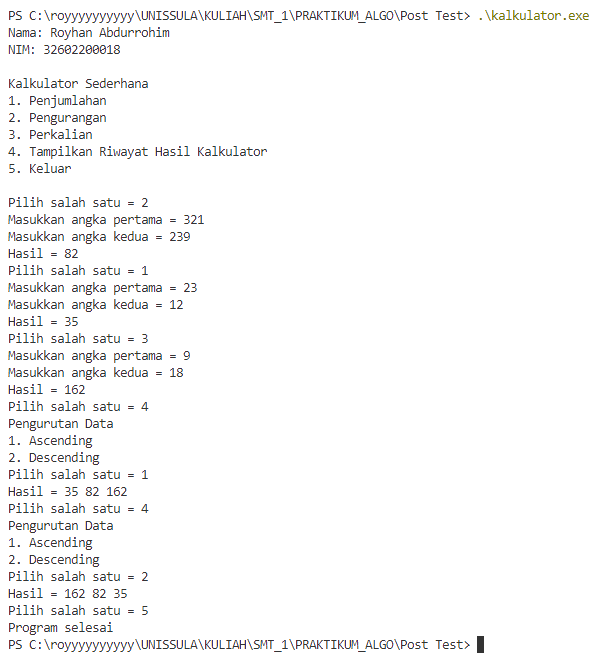 PS C:\royyyyyyyyyy\UNISSULA\KULIAH\SMT_1\PRAKTIKUM_ALGO\Post Test> .\kalkulator.exe
Nama: Royhan Abdurrohim
NIM: 32602200018
Kalkulator Sederhana
1. Penjumlahan
2. Pengurangan
3. Perkalian
4. Tampilkan Riwayat Hasil Kalkulator
5. Keluar
Pilih salah satu = 2
Masukkan angka pertama = 321
Masukkan angka kedua = 239
Hasil = 82
Pilih salah satu = 1
Masukkan angka pertama = 23
Masukkan angka kedua = 12
Hasil = 35
Pilih salah satu = 3
Masukkan angka pertama = 9
Masukkan angka kedua = 18
Hasil = 162
Pilih salah satu = 4
Pengurutan Data
1. Ascending
2. Descending
Pilih salah satu = 1
Hasil = 35 82 162
Pilih salah satu = 4
Pengurutan Data
1. Ascending
2. Descending
Pilih salah satu = 2
Hasil = 162 82 35
Pilih salah satu = 5
Program selesai
PS C:\royyyyyyyyyy\UNISSULA\KULIAH\SMT_1\PRAKTIKUM_ALGO\Post Test>